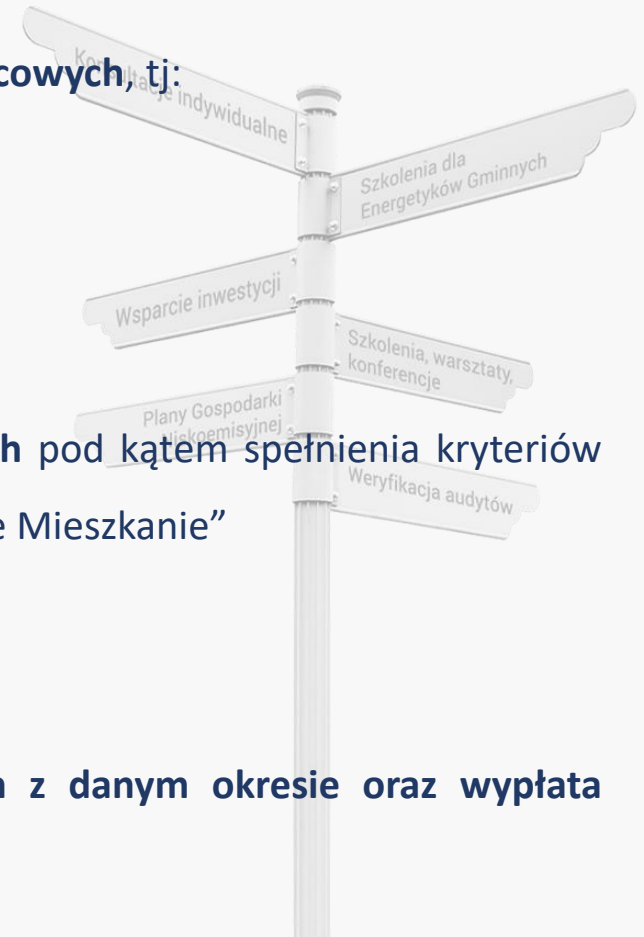 cowych, tj:
Konsultacje indywidualne
Szkolenia dla
Energetyków Gminnych
Wsparcie inwestycji
Szkolenia, warsztaty,
konferencje
Plany Gospodarki
Niskoemisyjnej
h pod kątem spełnienia kryteriów
Weryfikacja audytów
e Mieszkanie”
z danym okresie oraz wypłata